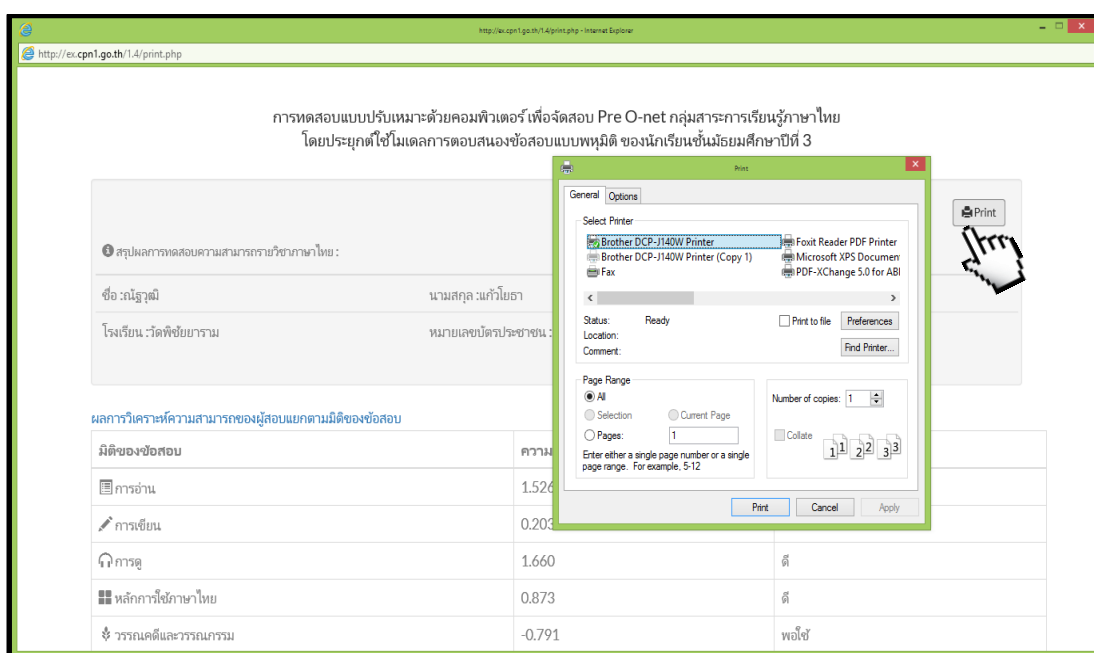 http://ex.cpn1.go.th/1.4/print.php - Internet Explorer
http://ex.cpn1.go.th/1.4/print.php
การทดสอบแบบปรับเหมาะด้วยคอมพิวเตอร์ เพื่อจัดสอบ Pre O-net กลุ่มสาระการเรียนรู้ภาษาไทย
โดยประยุกต์ใช้โมเดลการตอบสนองข้อสอบแบบพหุมิติ ของนักเรียนชั้นมัธยมศึกษาปีที่ 3
Print
สรุปผลการทดสอบความสามารถรายวิชาภาษาไทย :
ชื่อ :ณัฐวุฒิ นามสกุล :แก้วโยธา
โรงเรียน :วัดพิชัยยาราม หมายเลขบัตรประชาชน :
Print
General Options
Select Printer
Brother DCP-J140W Printer Foxit Reader PDF Printer
Brother DCP-J140W Printer (Copy 1) Microsoft XPS Documen
Fax PDF-XChange 5.0 for ABI
Status: Ready Print to file Preferences
Location:
Comment: Find Printer...
Page Range
All Number of copies: 1
Selection Current Page
Pages: 1 Collate 1 1 2 2 3 3
Enter either a single page number or a single
page range. For example, 5-12
Print Cancel Apply
ผลการวิเคราะห์ความสามารถของผู้สอบแยกตามมิติของข้อสอบ
มิติของข้อสอบ ความ
การอ่าน 1.526
การเขียน 0.203
การดู 1.660 ดี
หลักการใช้ภาษาไทย 0.873 ดี
วรรณคดีและวรรณกรรม -0.791 พอใช้